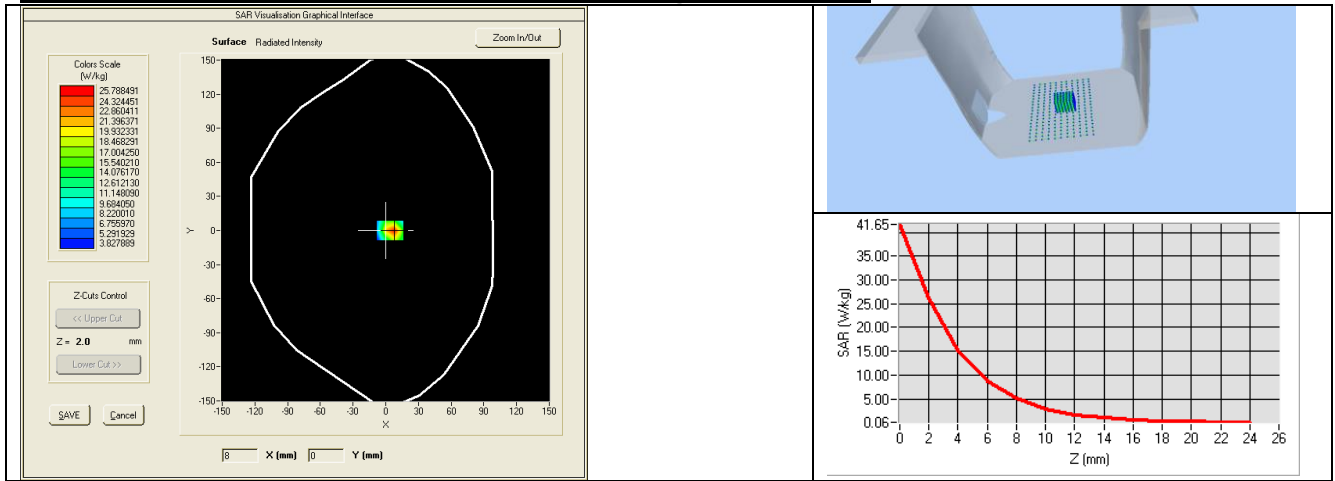 SAR Visualisation Graphical Interface
Surface Radiated Intensity
Zoom In/Out
Colors Scale
(W/kg)
25.788491
24.324451
22.860411
21.396371
19.932331
18.468291
17.004250
15.540210
14.076170
12.612130
11.148090
9.684050
8.220010
6.755970
5.291929
3.827889
Z-Cuts Control
<< Upper Cut
Z = 2.0 mm
Lower Cut >>
SAVE Cancel
150-
120-
90-
60-
30-
0-
-30-
-60-
-90-
-120-
-150-
Y
-150 -120 -90 -60 -30 0 30 60 90 120 150
X
8 X (mm) 0 Y (mm)
41.65-
35.00-
30.00-
25.00-
20.00-
15.00-
10.00-
5.00-
0.06-
SAR (W/kg)
0 2 4 6 8 10 12 14 16 18 20 22 24 26
Z (mm)